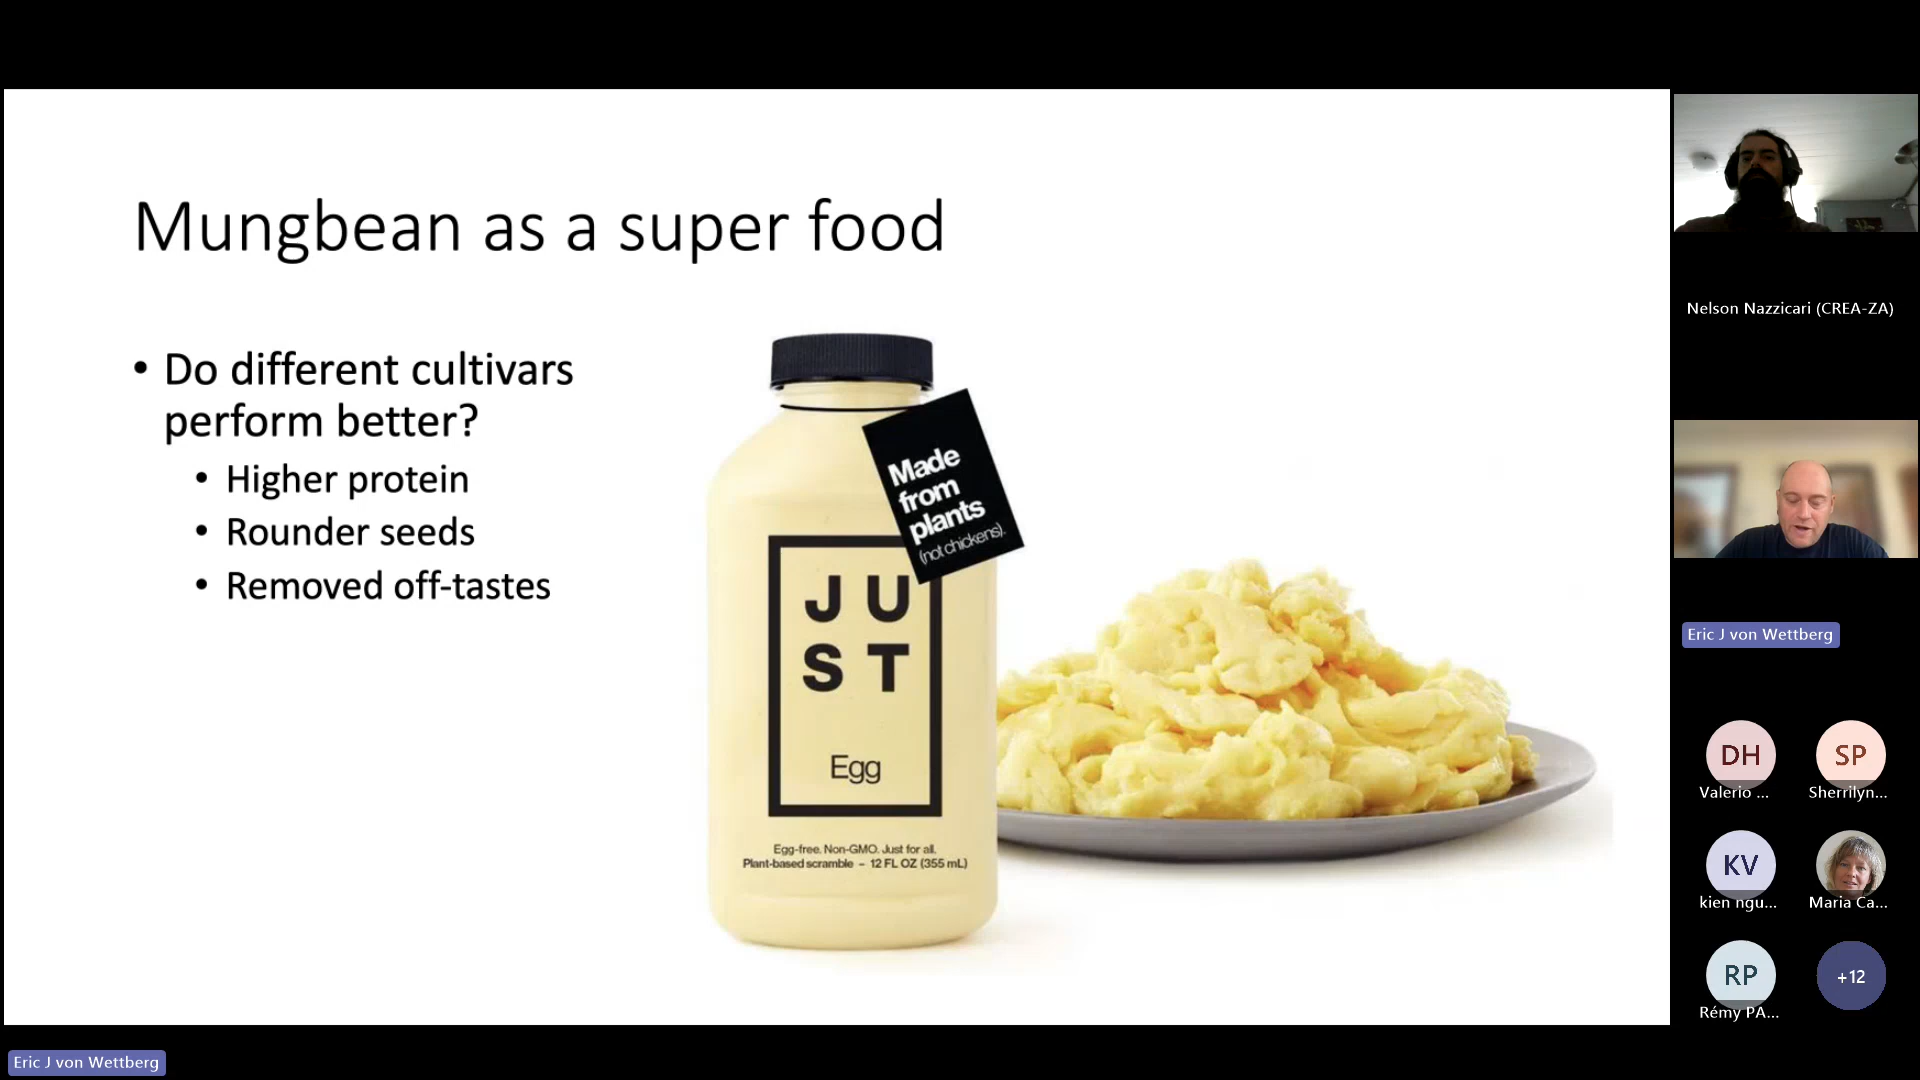 Mungbean as a super food
• Do different cultivars
perform better?
• Higher protein
• Rounder seeds
• Removed off-tastes
Made
from
plants
(not chickens).
JU
ST
Egg
Egg-free. Non-GMO. Just for all.
Plant-based scramble – 12 FL OZ (355 mL)
Nelson Nazzicari (CREA-ZA)
Eric J von Wettberg
DH
Valerio ...
SP
Sherrilyn...
KV
kien ngu...
Maria Ca...
RP
Rémy PA...
+12
Eric J von Wettberg